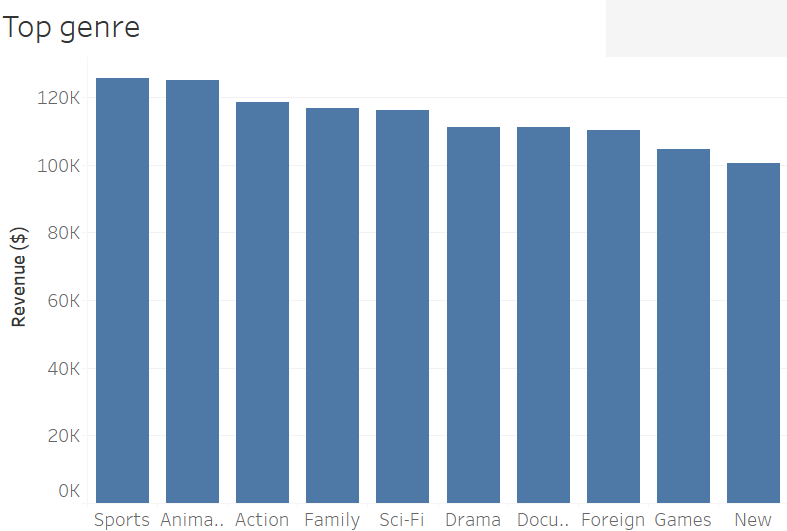 Top genre
120K
100K
80K
60K
40K
20K
0K
Revenue ($)
Sports Anima.. Action Family Sci-Fi Drama Docu.. Foreign Games New